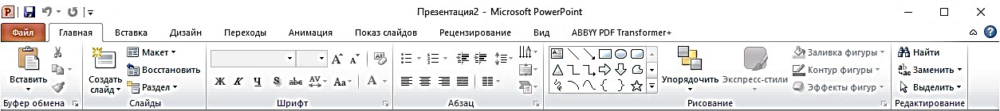 Презентация2 - Microsoft PowerPoint
Файл Главная Вставка Дизайн Переходы Анимация Показ слайдов Рецензирование Вид ABBYY PDF Transformer+
Вставить
Буфер обмена
Создать слайд
Макет
Восстановить
Раздел
Слайды
Ж К Ч S abc AV Aa A
Шрифт
Абзац
Упорядочить
Экспресс-стили
Заливка фигуры
Контур фигуры
Эффекты фигур
Рисование
Найти
Заменить
Выделить
Редактирование